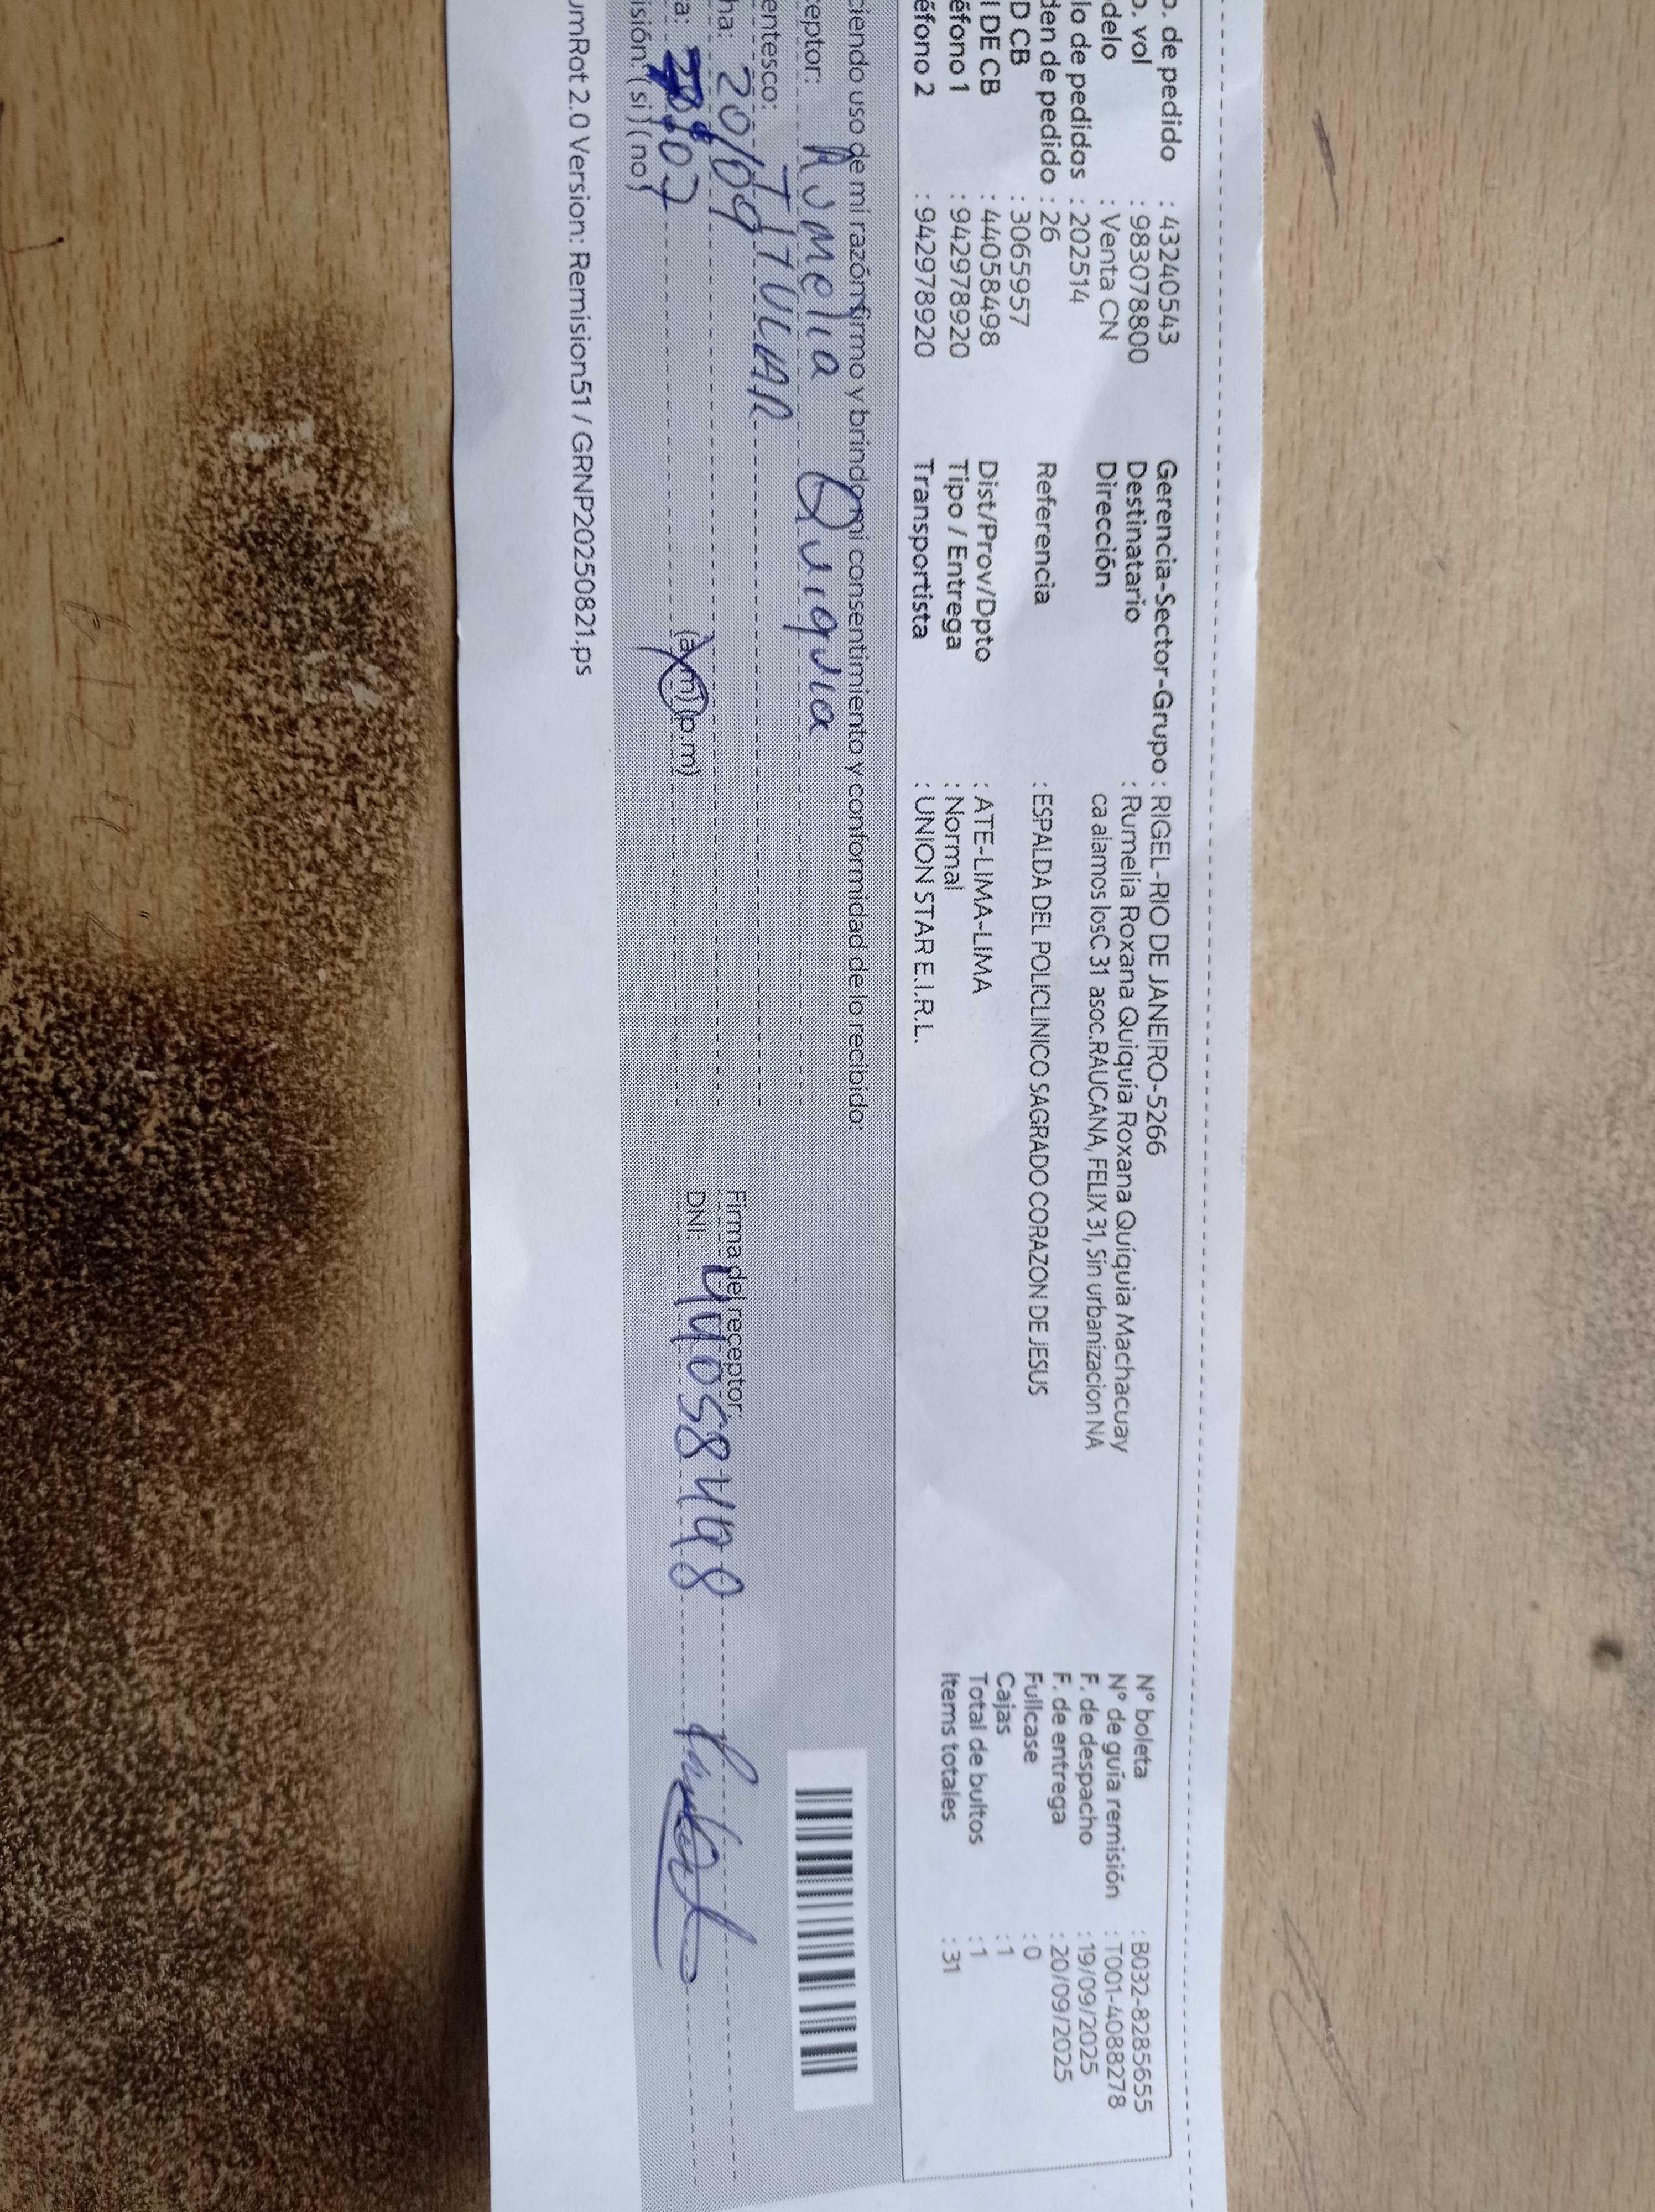 o. de pedido : 43240543
o. vol : 983078800
delo : Venta CN
lo de pedidos : 202514
den de pedido : 26
D CB : 3065957
I DE CB : 44058498
éfono 1 : 942978920
éfono 2 : 942978920
Gerencia-Sector-Grupo : RIGEL-RIO DE JANEIRO-5266
Destinatario : Rumelia Roxana Quiquia Roxana Quiquia Machacuay
Dirección ca alamos losC 31 asoc.RAUCANA, FELIX 31, Sin urbanizacion NA
Referencia : ESPALDA DEL POLICLINICO SAGRADO CORAZON DE JESUS
Dist/Prov/Dpto : ATE-LIMA-LIMA
Tipo / Entrega : Normal
Transportista : UNION STAR E.I.R.L.
N° boleta : B032-8285655
N° de guía remisión : T001-4088278
F. de despacho : 19/09/2025
F. de entrega : 20/09/2025
Fullcase : 0
Cajas : 1
Total de bultos : 1
Items totales : 31
ciendo uso de mi razón firmo y brindo mi consentimiento y conformidad de lo recibido:
eptor: Rumelia Quiquia
entesco: TITULAR
ha: 20/09
a: 07 (a.m) (p.m)
isión: ( si ) ( no )
Firma del receptor:
DNI: 44058498
umRot 2.0 Version: Remision51 / GRNP20250821.ps